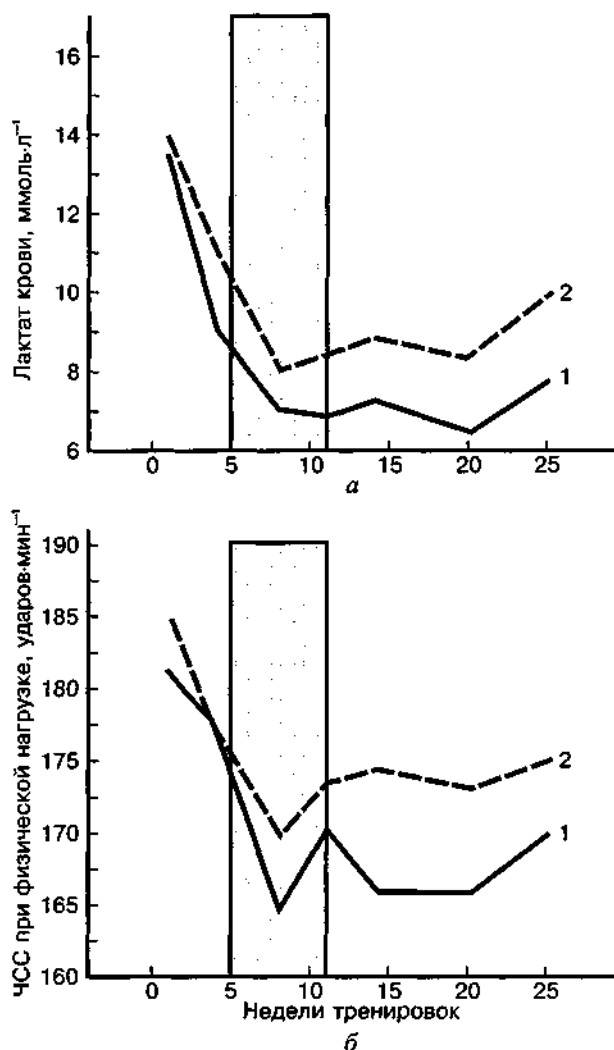 Лактат крови, ммоль·л⁻¹
16
14
12
10
8
6
2
1
0 5 10 15 20 25
а
ЧСС при физической нагрузке, ударов·мин⁻¹
190
185
180
175
170
165
160
2
1
0 5 10 15 20 25
Недели тренировок
б